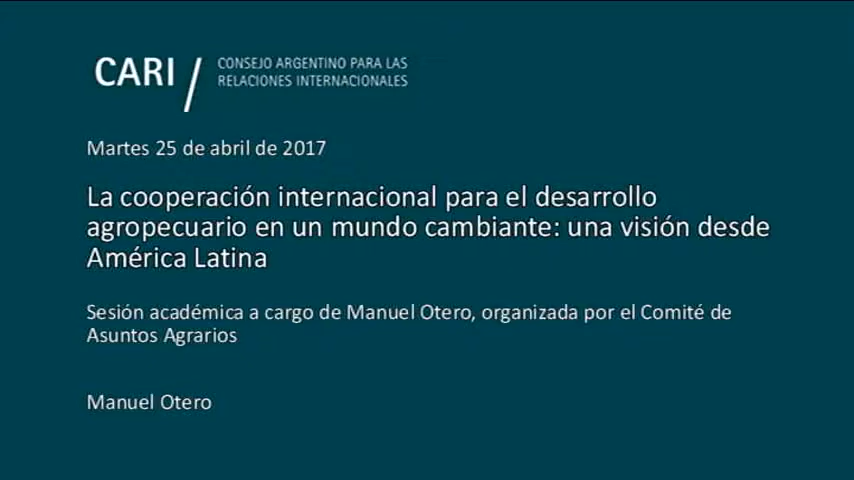 CARI / CONSEJO ARGENTINO PARA LAS
RELACIONES INTERNACIONALES
Martes 25 de abril de 2017
La cooperación internacional para el desarrollo
agropecuario en un mundo cambiante: una visión desde
América Latina
Sesión académica a cargo de Manuel Otero, organizada por el Comité de
Asuntos Agrarios
Manuel Otero